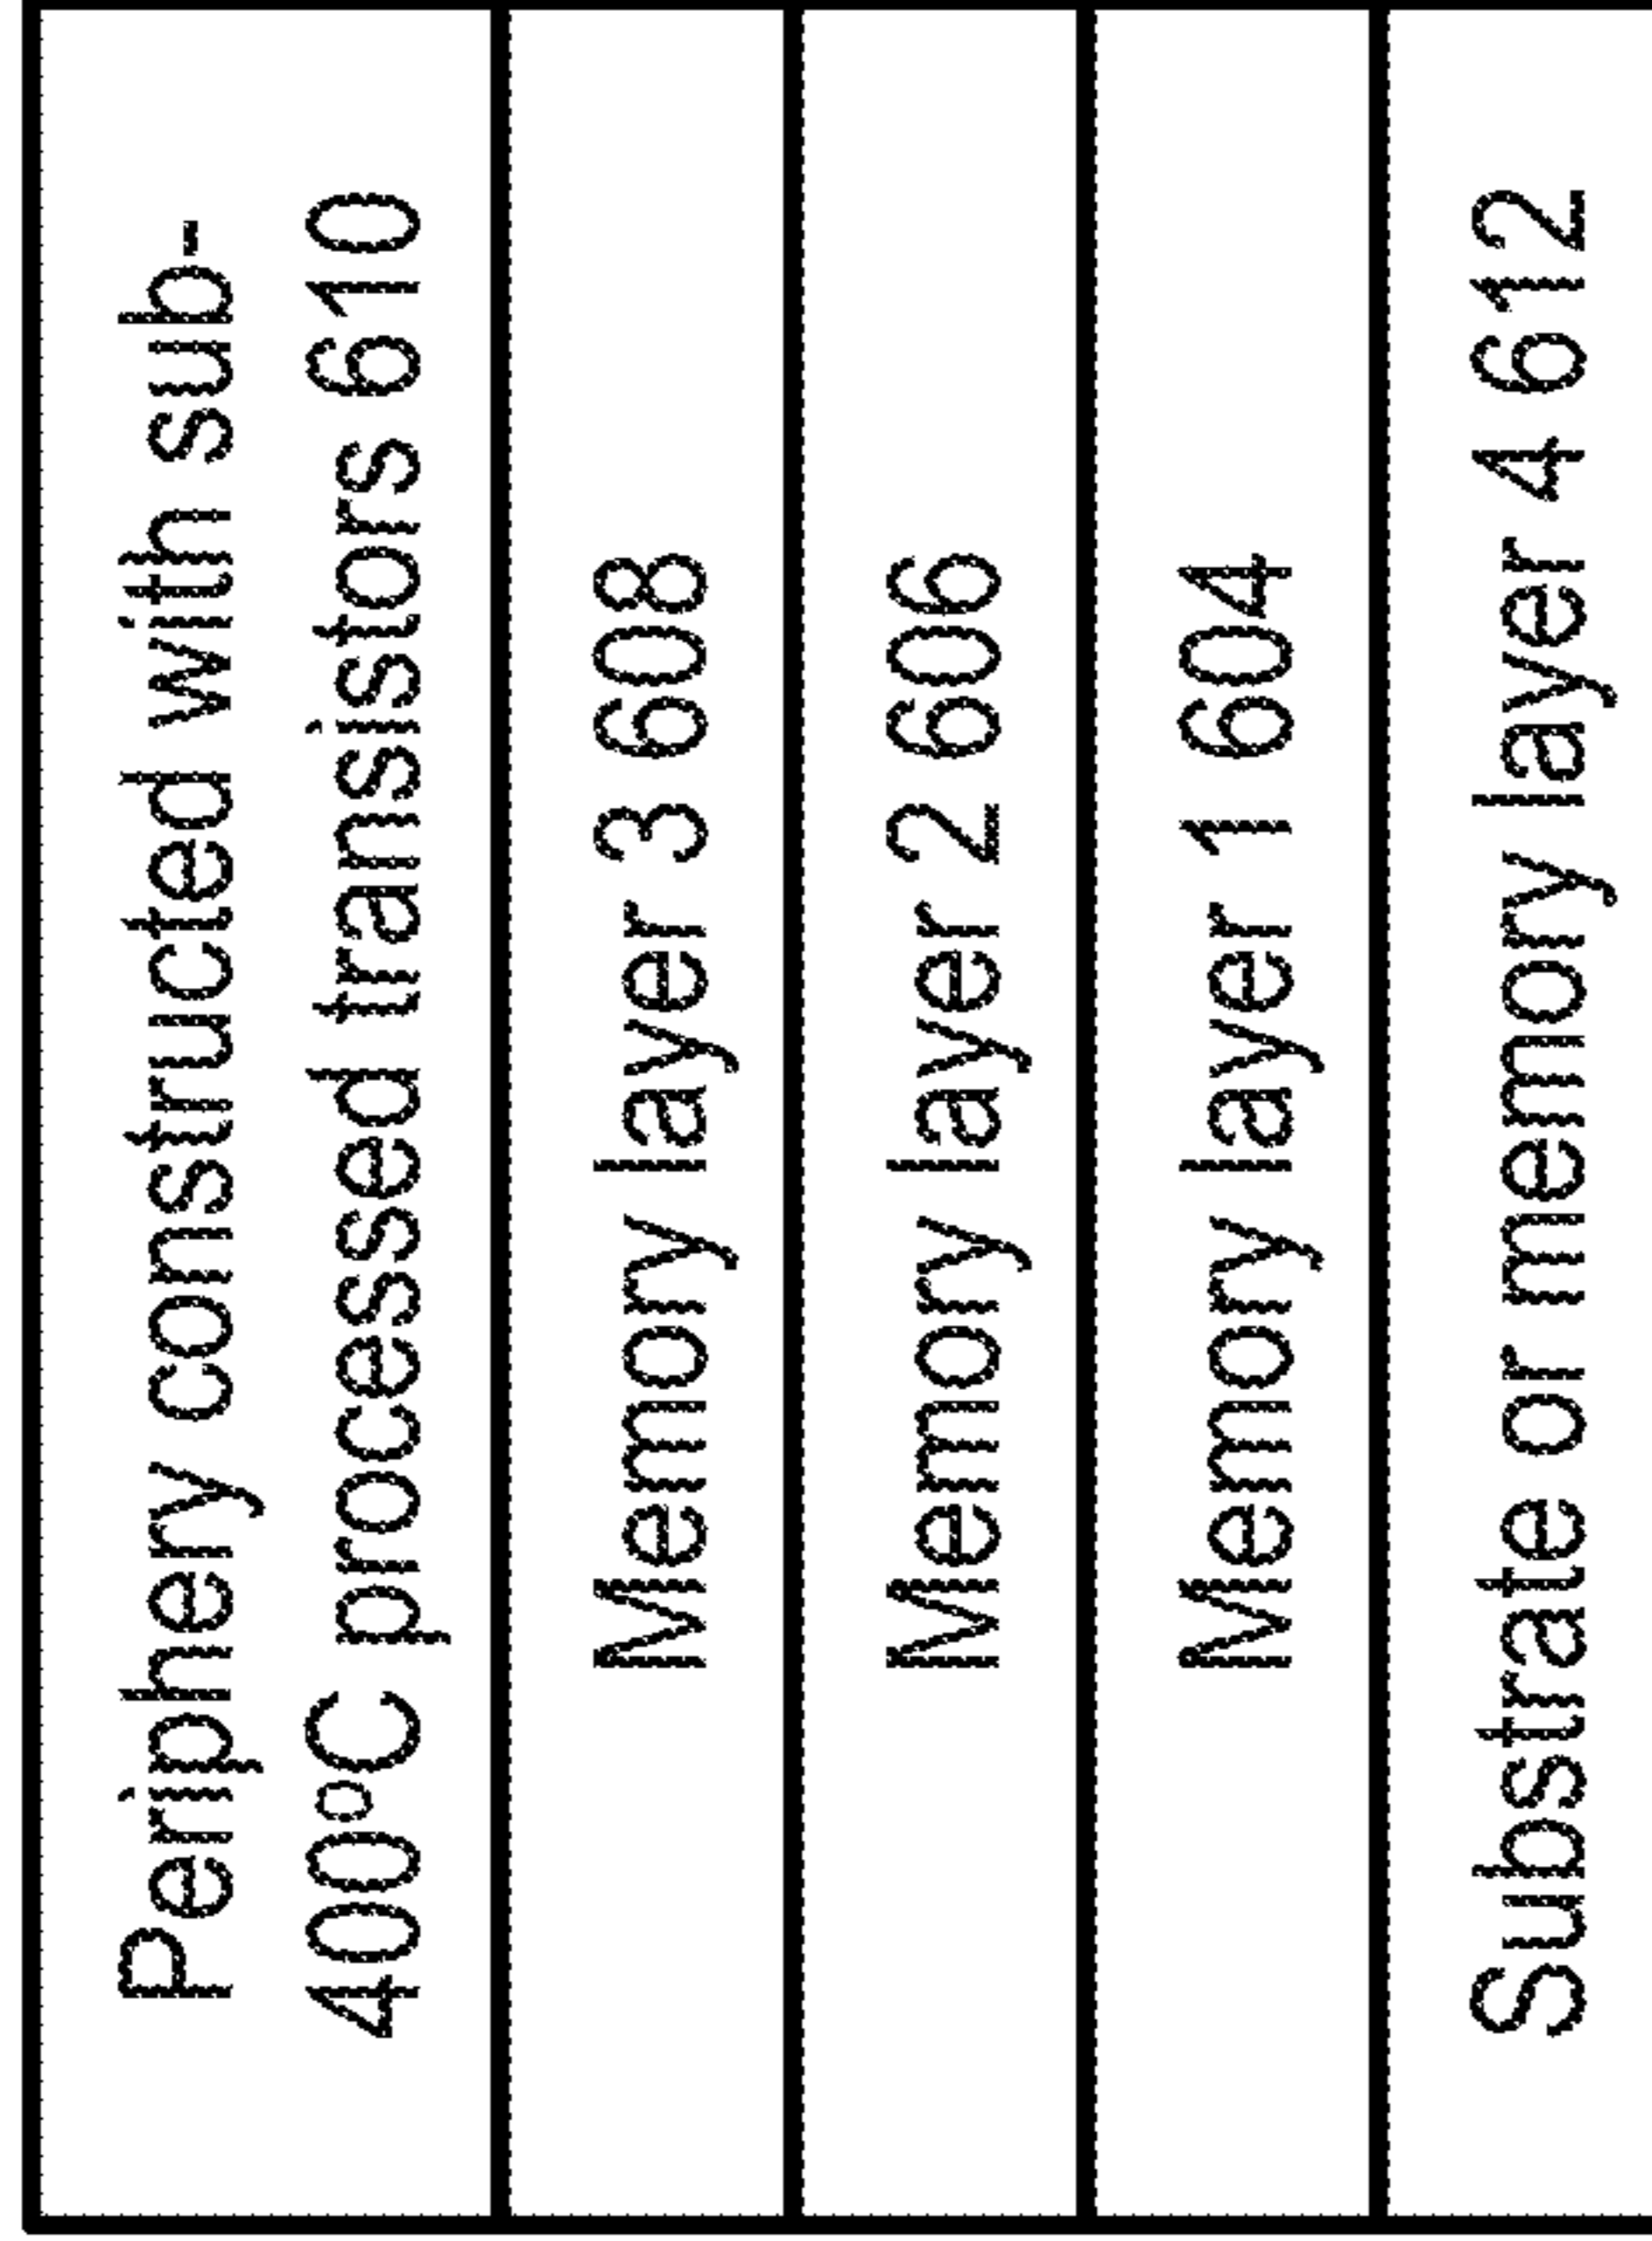 Periphery constructed with sub-
400ºC processed transistors 610
Memory layer 3 608
Memory layer 2 606
Memory layer 1 604
Substrate or memory layer 4 612